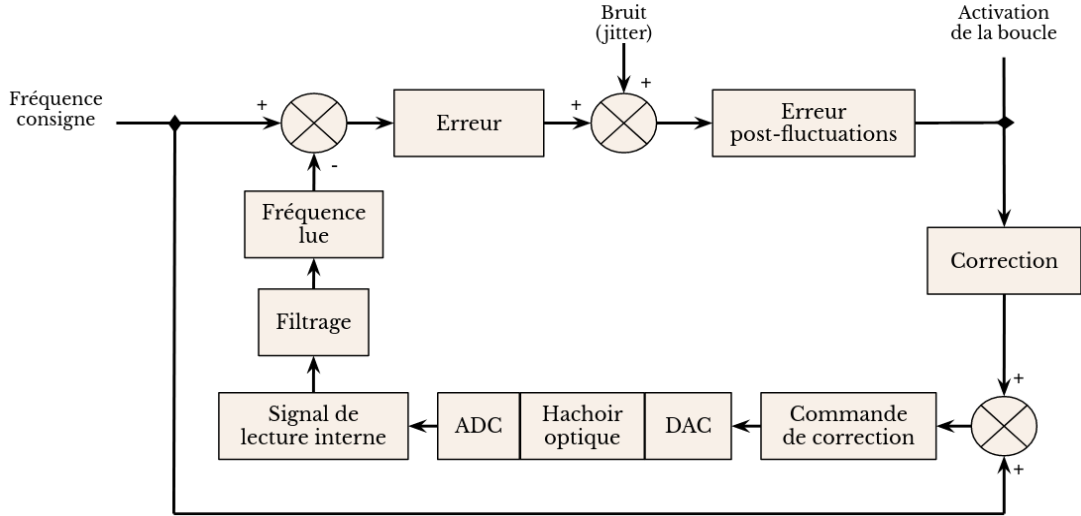 Bruit
(jitter)
Activation
de la boucle
Fréquence
consigne
+
Erreur
+
+
Erreur
post-fluctuations
-
Fréquence
lue
Correction
Filtrage
+
Signal de
lecture interne
ADC
Hachoir
optique
DAC
Commande
de correction
+